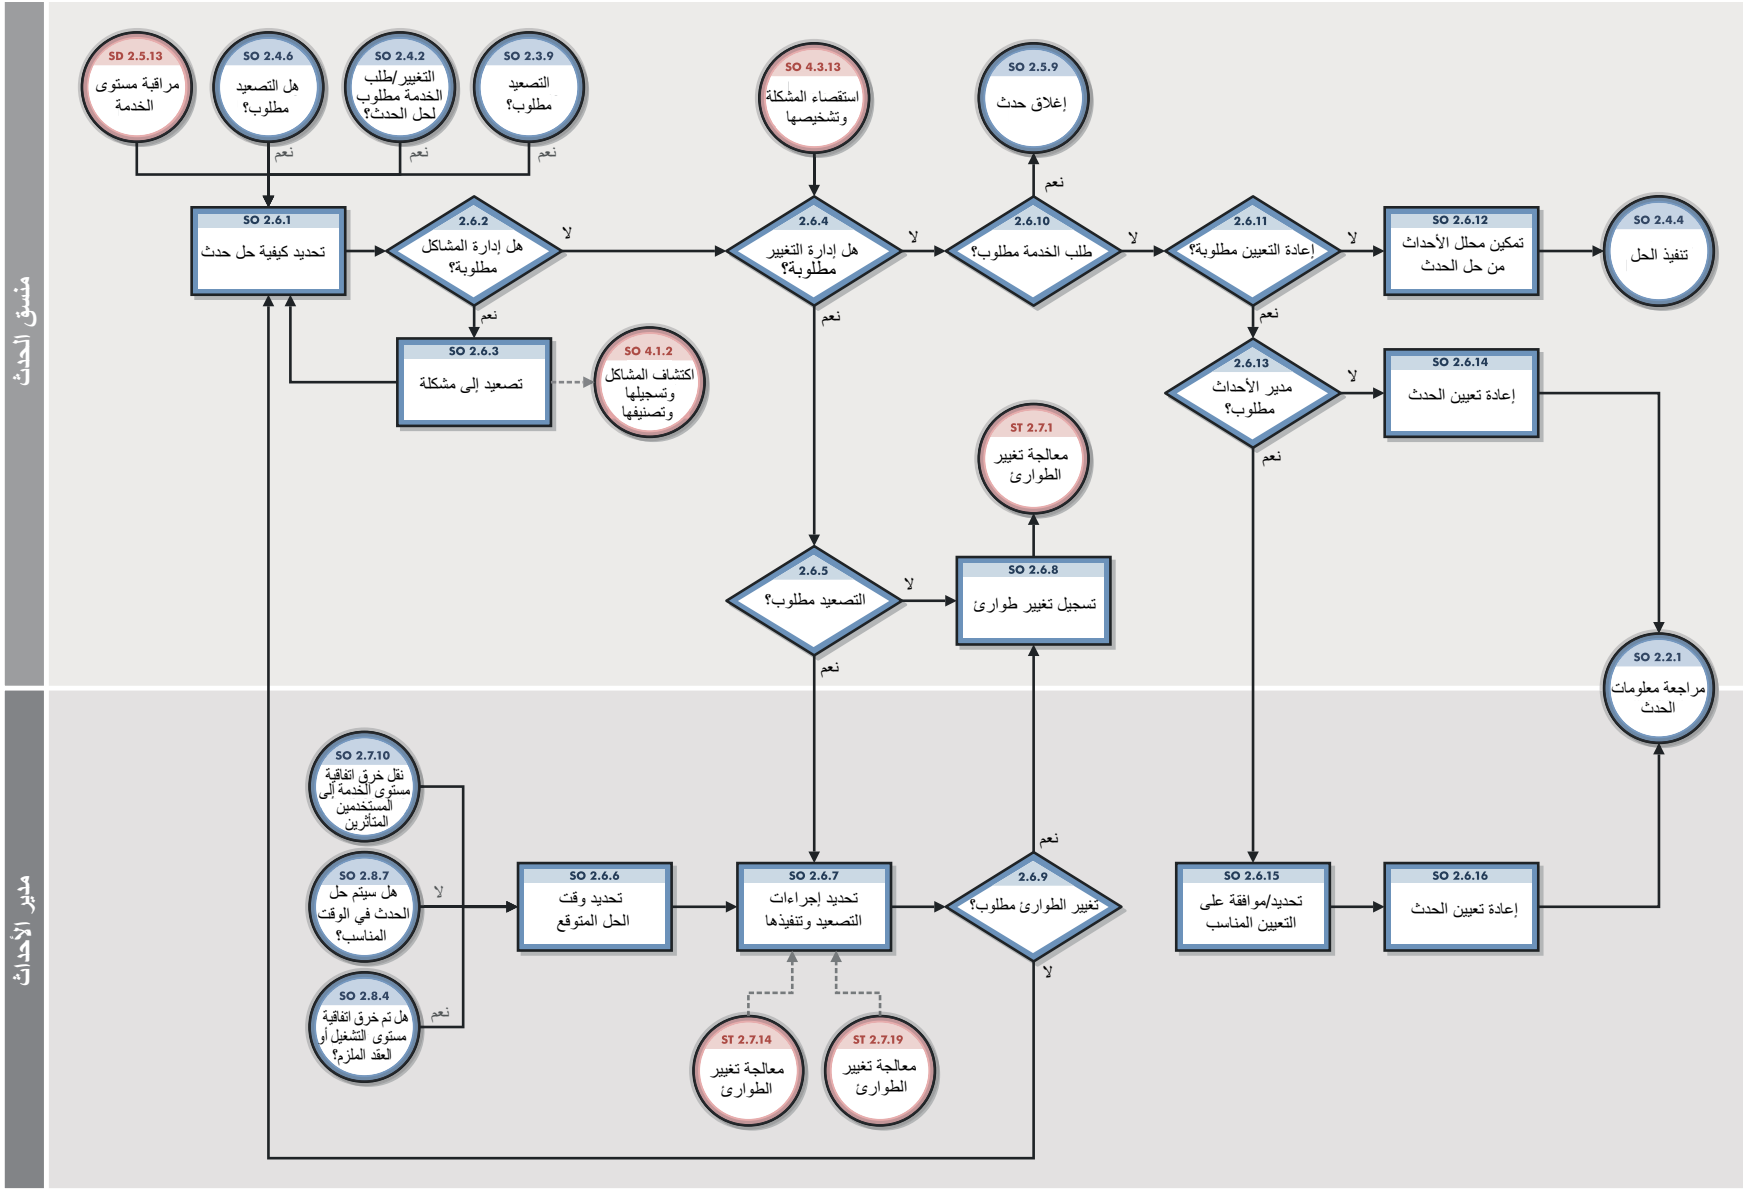 منسق الحدث
SD 2.5.13
مراقبة مستوى
الخدمة
SO 2.4.6
هل التصعيد
مطلوب؟
نعم
SO 2.4.2
التغيير/طلب
الخدمة مطلوب
لحل الحدث؟
نعم
SO 2.3.9
التصعيد
مطلوب؟
نعم
SO 4.3.13
استقصاء المشكلة
وتشخيصها
SO 2.5.9
إغلاق حدث
نعم
SO 2.6.1
تحديد كيفية حل حدث
2.6.2
هل إدارة المشاكل
مطلوبة؟
لا
نعم
2.6.4
هل إدارة التغيير
مطلوبة؟
لا
نعم
2.6.10
طلب الخدمة مطلوب؟
لا
2.6.11
إعادة التعيين مطلوبة؟
لا
نعم
SO 2.6.12
تمكين محلل الأحداث
من حل الحدث
SO 2.4.4
تنفيذ الحل
SO 2.6.3
تصعيد إلى مشكلة
SO 4.1.2
اكتشاف المشاكل
وتسجيلها
وتصنيفها
2.6.13
مدير الأحداث
مطلوب؟
لا
نعم
SO 2.6.14
إعادة تعيين الحدث
ST 2.7.1
معالجة تغيير
الطوارئ
2.6.5
التصعيد مطلوب؟
لا
نعم
SO 2.6.8
تسجيل تغيير طوارئ
SO 2.2.1
مراجعة معلومات
الحدث
مدير الأحداث
SO 2.7.10
نقل خرق اتفاقية
مستوى الخدمة إلى
المستخدمين
المتأثرين
SO 2.8.7
هل سيتم حل
الحدث في الوقت
المناسب؟
لا
SO 2.8.4
هل تم خرق اتفاقية
مستوى التشغيل أو
العقد الملزم؟
نعم
SO 2.6.6
تحديد وقت
الحل المتوقع
SO 2.6.7
تحديد إجراءات
التصعيد وتنفيذها
نعم
2.6.9
تغيير الطوارئ مطلوب؟
لا
SO 2.6.15
تحديد/موافقة على
التعيين المناسب
SO 2.6.16
إعادة تعيين الحدث
ST 2.7.14
معالجة تغيير
الطوارئ
ST 2.7.19
معالجة تغيير
الطوارئ